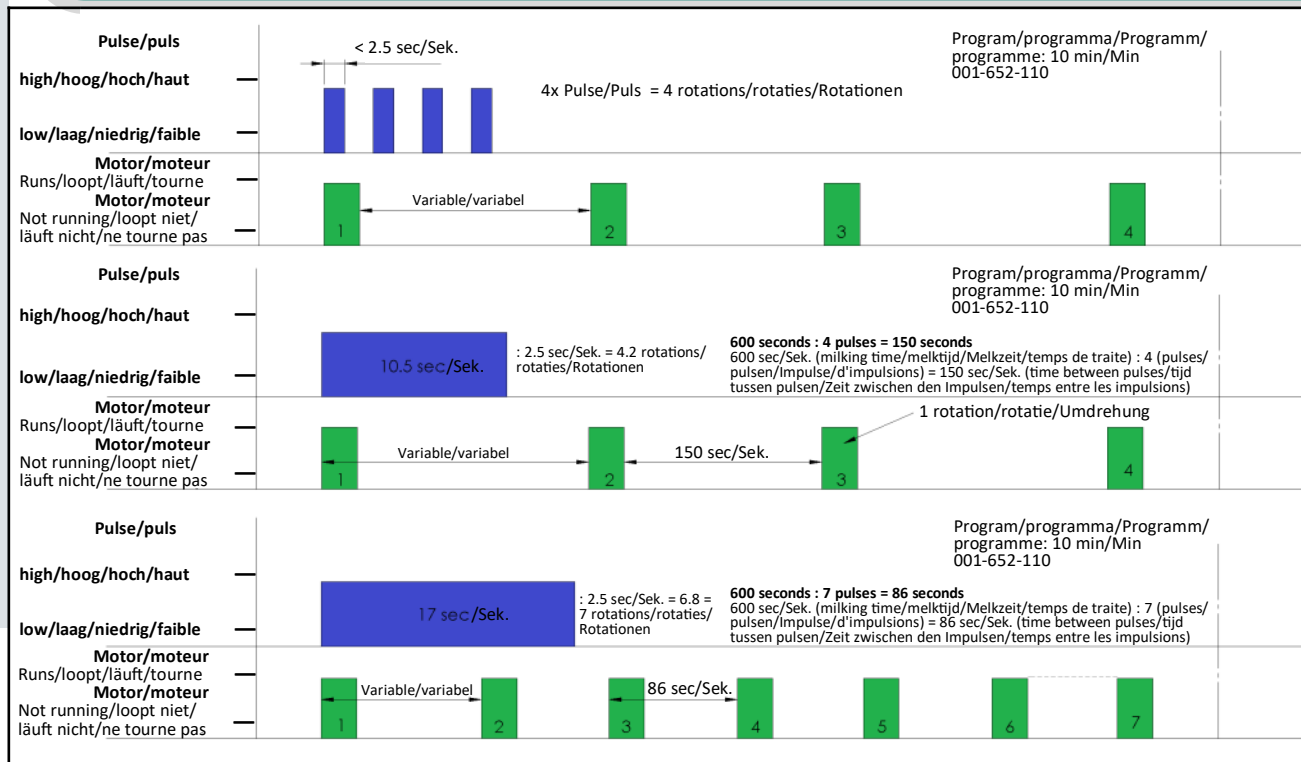 Pulse/puls
< 2.5 sec/Sek.
Program/programma/Programm/
programme: 10 min/Min
001-652-110
high/hoog/hoch/haut
4x Pulse/Puls = 4 rotations/rotaties/Rotationen
low/laag/niedrig/faible
Motor/moteur
Runs/loopt/läuft/tourne
Motor/moteur
Not running/loopt niet/
läuft nicht/ne tourne pas
Variable/variabel
1
2
3
4
Pulse/puls
Program/programma/Programm/
programme: 10 min/Min
001-652-110
high/hoog/hoch/haut
10.5 sec/Sek.
: 2.5 sec/Sek. = 4.2 rotations/
rotaties/Rotationen
600 seconds : 4 pulses = 150 seconds
600 sec/Sek. (milking time/melktijd/Melkzeit/temps de traite) : 4 (pulses/
pulsen/Impulse/d'impulsions) = 150 sec/Sek. (time between pulses/tijd
tussen pulsen/Zeit zwischen den Impulsen/temps entre les impulsions)
low/laag/niedrig/faible
Motor/moteur
Runs/loopt/läuft/tourne
Motor/moteur
Not running/loopt niet/
läuft nicht/ne tourne pas
1 rotation/rotatie/Umdrehung
Variable/variabel
150 sec/Sek.
1
2
3
4
Pulse/puls
Program/programma/Programm/
programme: 10 min/Min
001-652-110
high/hoog/hoch/haut
17 sec/Sek.
: 2.5 sec/Sek. = 6.8 =
7 rotations/rotaties/
Rotationen
600 seconds : 7 pulses = 86 seconds
600 sec/Sek. (milking time/melktijd/Melkzeit/temps de traite) : 7 (pulses/
pulsen/Impulse/d'impulsions) = 86 sec/Sek. (time between pulses/tijd
tussen pulsen/Zeit zwischen den Impulsen/temps entre les impulsions)
low/laag/niedrig/faible
Motor/moteur
Runs/loopt/läuft/tourne
Motor/moteur
Not running/loopt niet/
läuft nicht/ne tourne pas
Variable/variabel
86 sec/Sek.
1
2
3
4
5
6
7